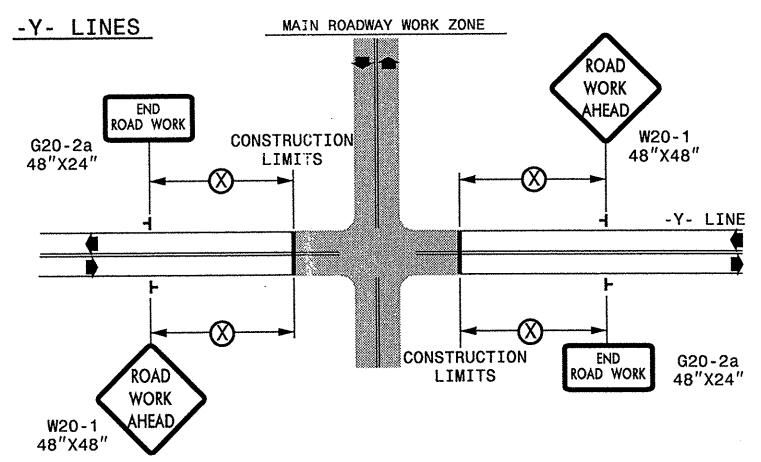 -Y- LINES
MAIN ROADWAY WORK ZONE
END
ROAD WORK
G20-2a
48"X24"
CONSTRUCTION
LIMITS
X
ROAD
WORK
AHEAD
W20-1
48"X48"
X
-Y- LINE
X
ROAD
WORK
AHEAD
W20-1
48"X48"
X
CONSTRUCTION
LIMITS
END
ROAD WORK
G20-2a
48"X24"